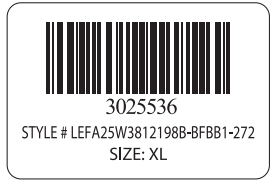 3025536
STYLE # LEFA25W3812198B-BFBB1-272
SIZE: XL